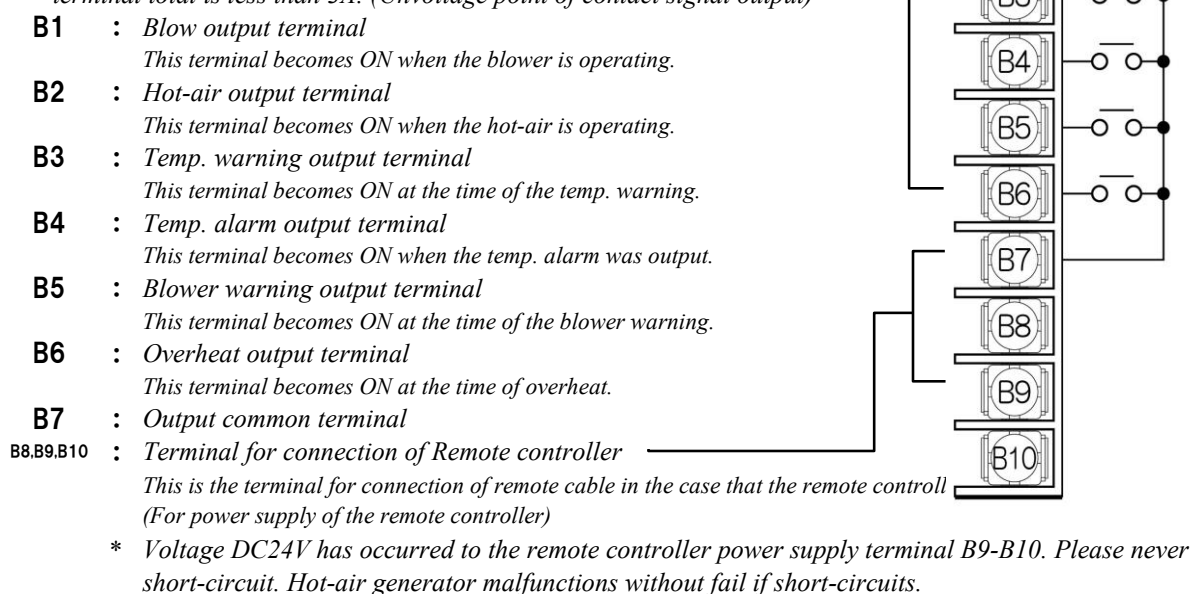 terminal total is less than 3A. (Unvoltage point of contact signal output)
B1 : Blow output terminal
This terminal becomes ON when the blower is operating.
B2 : Hot-air output terminal
This terminal becomes ON when the hot-air is operating.
B3 : Temp. warning output terminal
This terminal becomes ON at the time of the temp. warning.
B4 : Temp. alarm output terminal
This terminal becomes ON when the temp. alarm was output.
B5 : Blower warning output terminal
This terminal becomes ON at the time of the blower warning.
B6 : Overheat output terminal
This terminal becomes ON at the time of overheat.
B7 : Output common terminal
B8,B9,B10 : Terminal for connection of Remote controller
This is the terminal for connection of remote cable in the case that the remote controll
(For power supply of the remote controller)
* Voltage DC24V has occurred to the remote controller power supply terminal B9-B10. Please never
short-circuit. Hot-air generator malfunctions without fail if short-circuits.
B3
B4
B5
B6
B7
B8
B9
B10